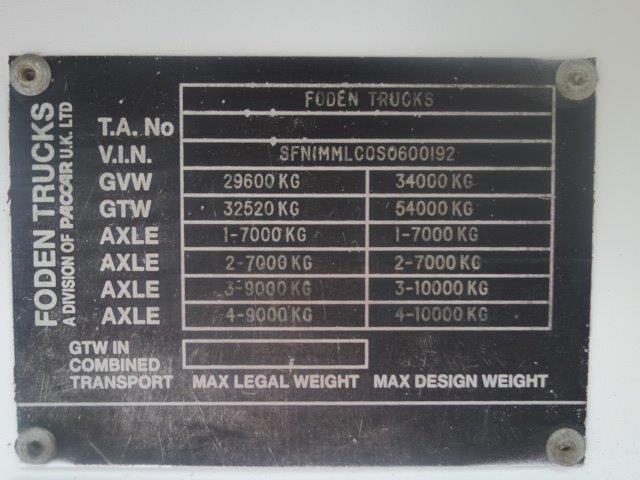 FODEN TRUCKS
A DIVISION OF PACCAR U.K. LTD
FODEN TRUCKS
T.A. No
V.I.N. SFN1MMLC0S0600192
GVW 29600 KG 34000 KG
GTW 32520 KG 54000 KG
AXLE 1-7000 KG 1-7000 KG
AXLE 2-7000 KG 2-7000 KG
AXLE 3-9000 KG 3-10000 KG
AXLE 4-9000 KG 4-10000 KG
GTW IN
COMBINED
TRANSPORT MAX LEGAL WEIGHT MAX DESIGN WEIGHT